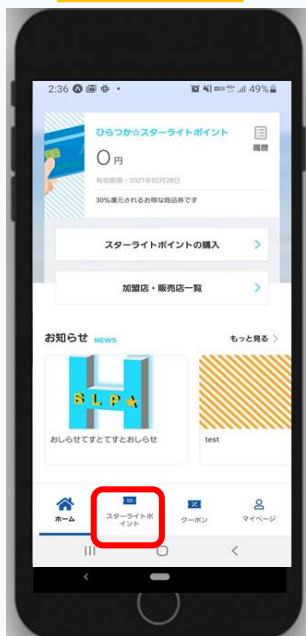 2:36
49%
ひらつか☆スターライトポイント
0 円
履歴
有効期限：2021年02月28日
30%還元されるお得な商品券です
スターライトポイントの購入
加盟店・販売店一覧
お知らせ NEWS もっと見る
SLPA
おしらせてすとてすとおしらせ
test
ホーム
スターライトポ
イント
クーポン
マイページ